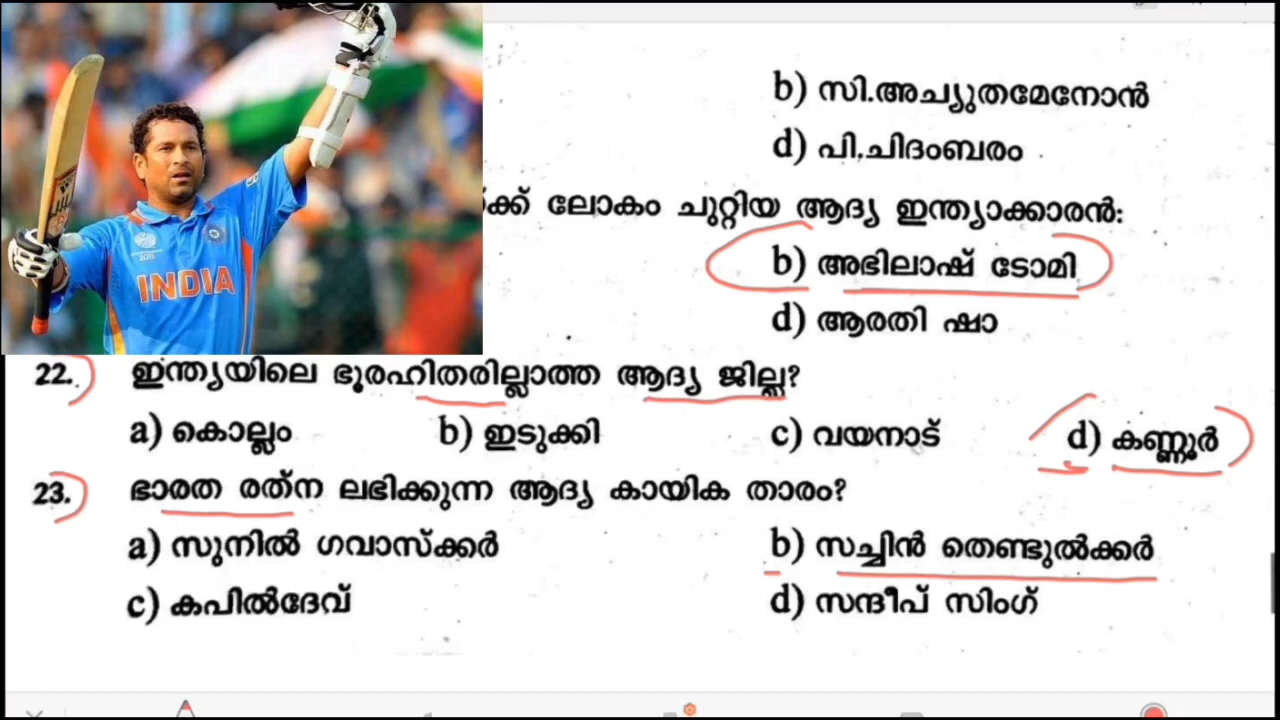 b) സി.അച്യുതമേനോൻ
d) പി.ചിദംബരം
ക്ക് ലോകം ചുറ്റിയ ആദ്യ ഇന്ത്യാക്കാരൻ:
b) അഭിലാഷ് ടോമി
d) ആരതി ഷാ
INDIA
22. ഇന്ത്യയിലെ ഭൂരഹിതരില്ലാത്ത ആദ്യ ജില്ല?
a) കൊല്ലം b) ഇടുക്കി c) വയനാട് d) കണ്ണൂർ
23. ഭാരത രത്ന ലഭിക്കുന്ന ആദ്യ കായിക താരം?
a) സുനിൽ ഗവാസ്ക്കർ b) സച്ചിൻ തെണ്ടുൽക്കർ
c) കപിൽദേവ് d) സന്ദീപ് സിംഗ്